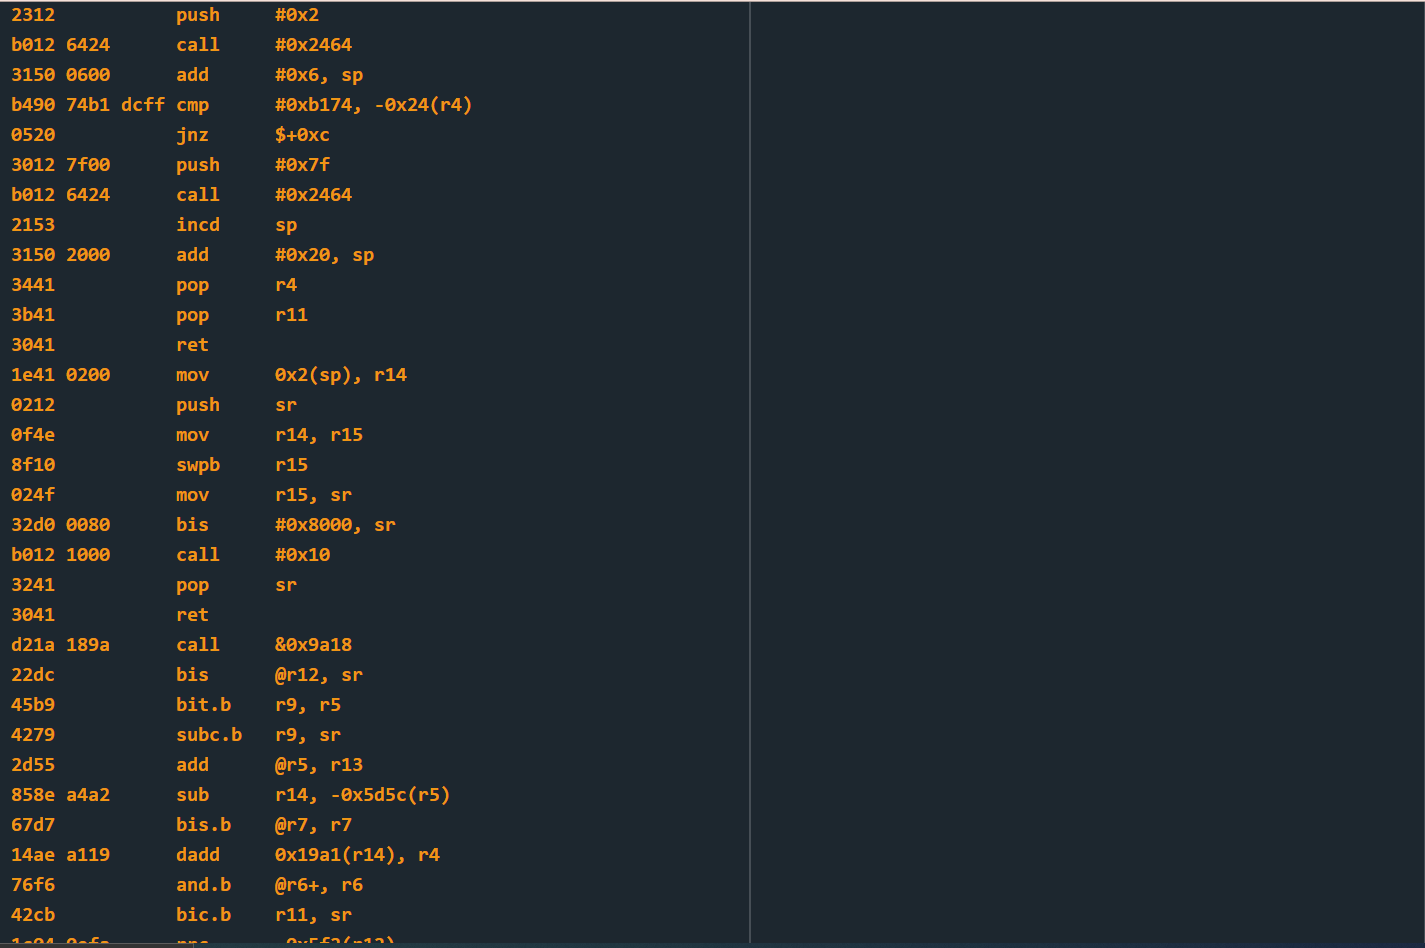 2312 push #0x2
b012 6424 call #0x2464
3150 0600 add #0x6, sp
b490 74b1 dcff cmp #0xb174, -0x24(r4)
0520 jnz $+0xc
3012 7f00 push #0x7f
b012 6424 call #0x2464
2153 incd sp
3150 2000 add #0x20, sp
3441 pop r4
3b41 pop r11
3041 ret
1e41 0200 mov 0x2(sp), r14
0212 push sr
0f4e mov r14, r15
8f10 swpb r15
024f mov r15, sr
32d0 0080 bis #0x8000, sr
b012 1000 call #0x10
3241 pop sr
3041 ret
d21a 189a call &0x9a18
22dc bis @r12, sr
45b9 bit.b r9, r5
4279 subc.b r9, sr
2d55 add @r5, r13
858e a4a2 sub r14, -0x5d5c(r5)
67d7 bis.b @r7, r7
14ae a119 dadd 0x19a1(r14), r4
76f6 and.b @r6+, r6
42cb bic.b r11, sr